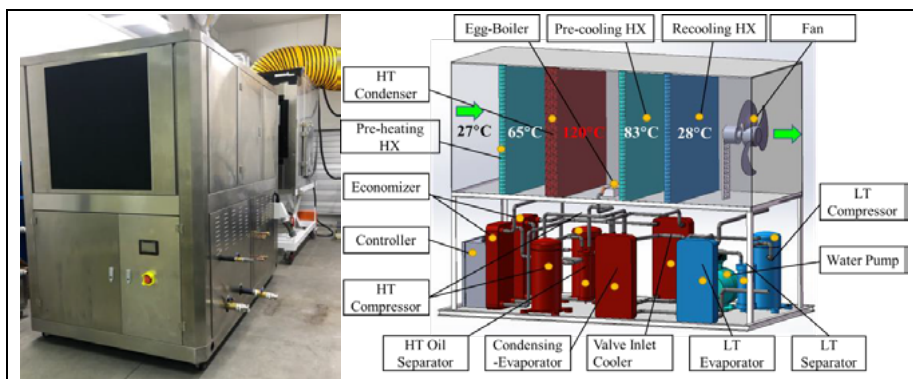 Egg-Boiler
Pre-cooling HX
Recooling HX
Fan
HT
Condenser
Pre-heating
HX
27°C
65°C
120°C
83°C
28°C
Economizer
Controller
HT
Compressor
LT
Compressor
Water Pump
HT Oil
Separator
Condensing
-Evaporator
Valve Inlet
Cooler
LT
Evaporator
LT
Separator